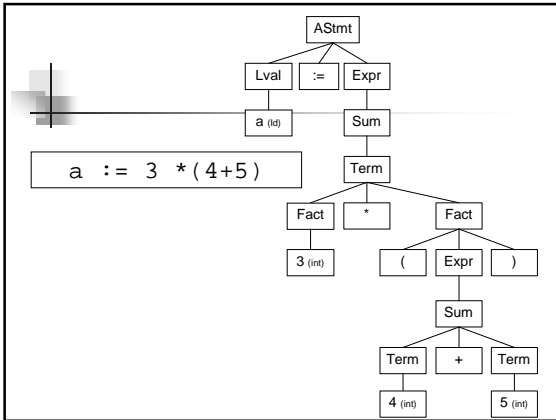 AStmt
Lval := Expr
a (Id) Sum
a := 3 *(4+5)
Term
Fact * Fact
3 (int) ( Expr )
Sum
Term + Term
4 (int) 5 (int)